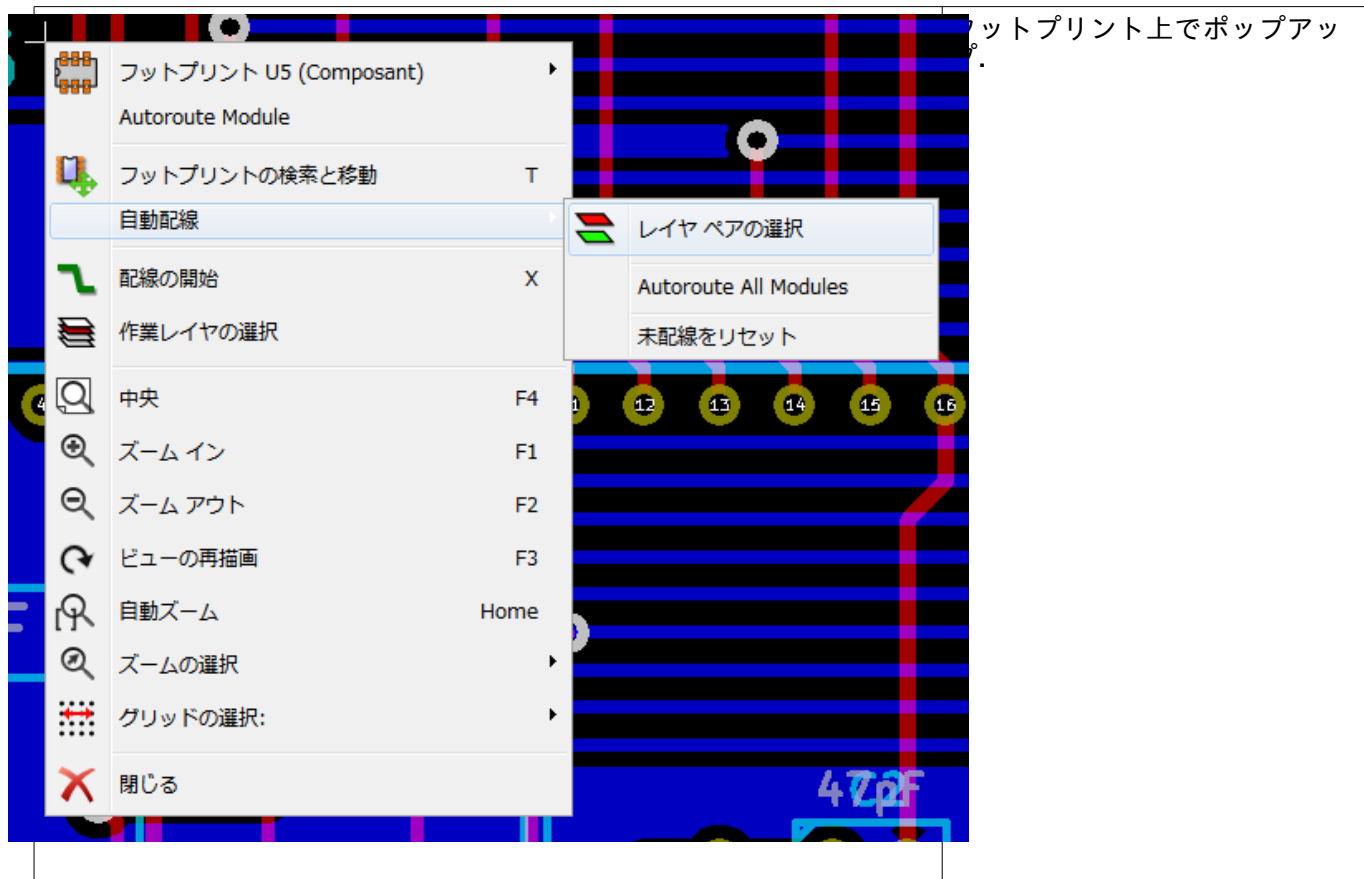 フットプリント上でポップアッ
プ.
フットプリント U5 (Composant)
Autoroute Module
フットプリントの検索と移動 T
自動配線
配線の開始 X
作業レイヤの選択
中央 F4
ズーム イン F1
ズーム アウト F2
ビューの再描画 F3
自動ズーム Home
ズームの選択
グリッドの選択:
閉じる
レイヤ ペアの選択
Autoroute All Modules
未配線をリセット
12 13 14 15 16
47pF